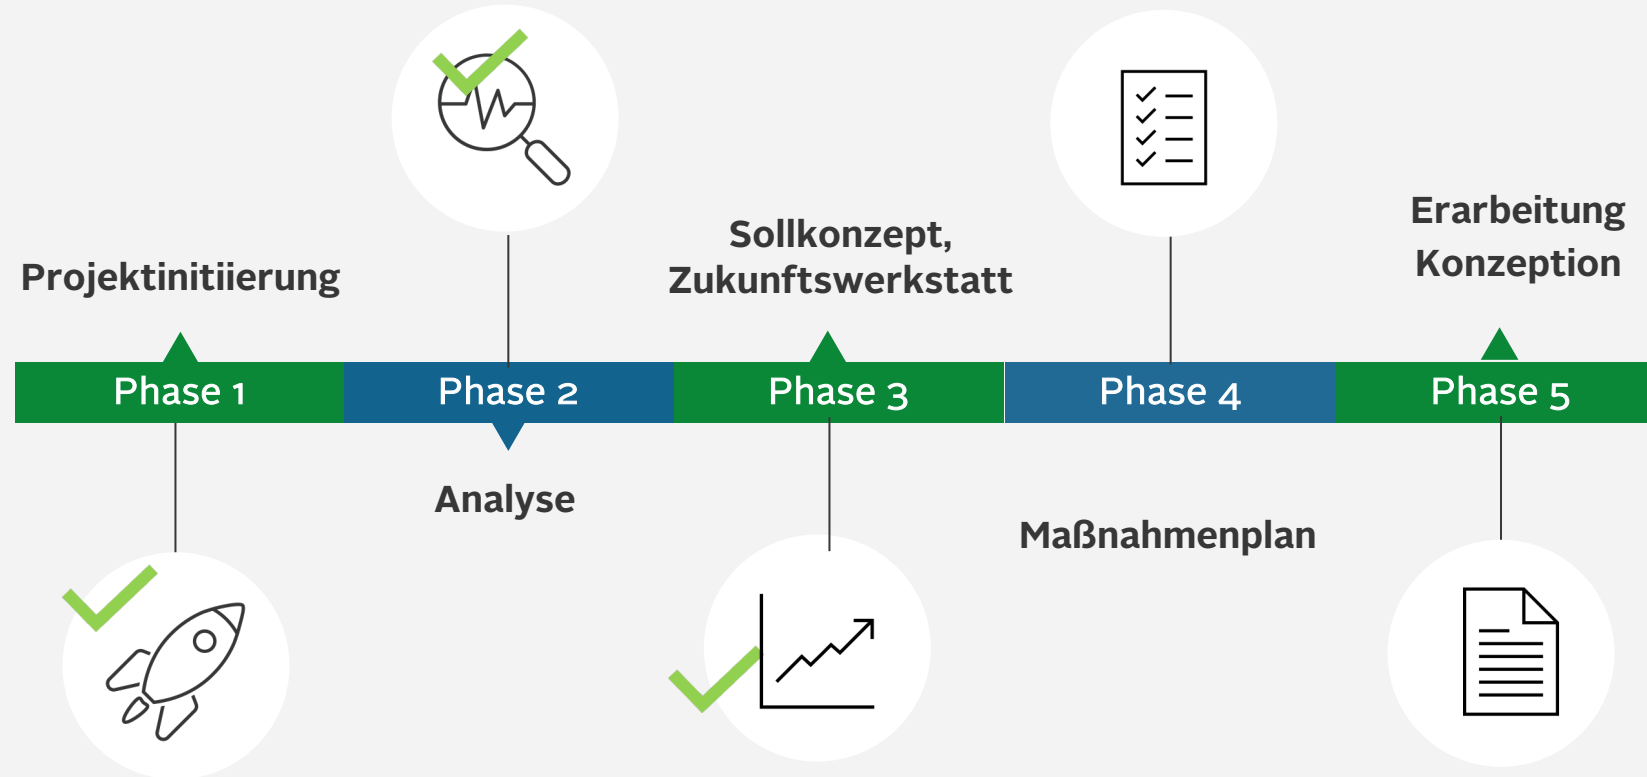 Projektinitiierung
Sollkonzept,
Zukunftswerkstatt
Erarbeitung
Konzeption
Phase 1
Phase 2
Phase 3
Phase 4
Phase 5
Analyse
Maßnahmenplan